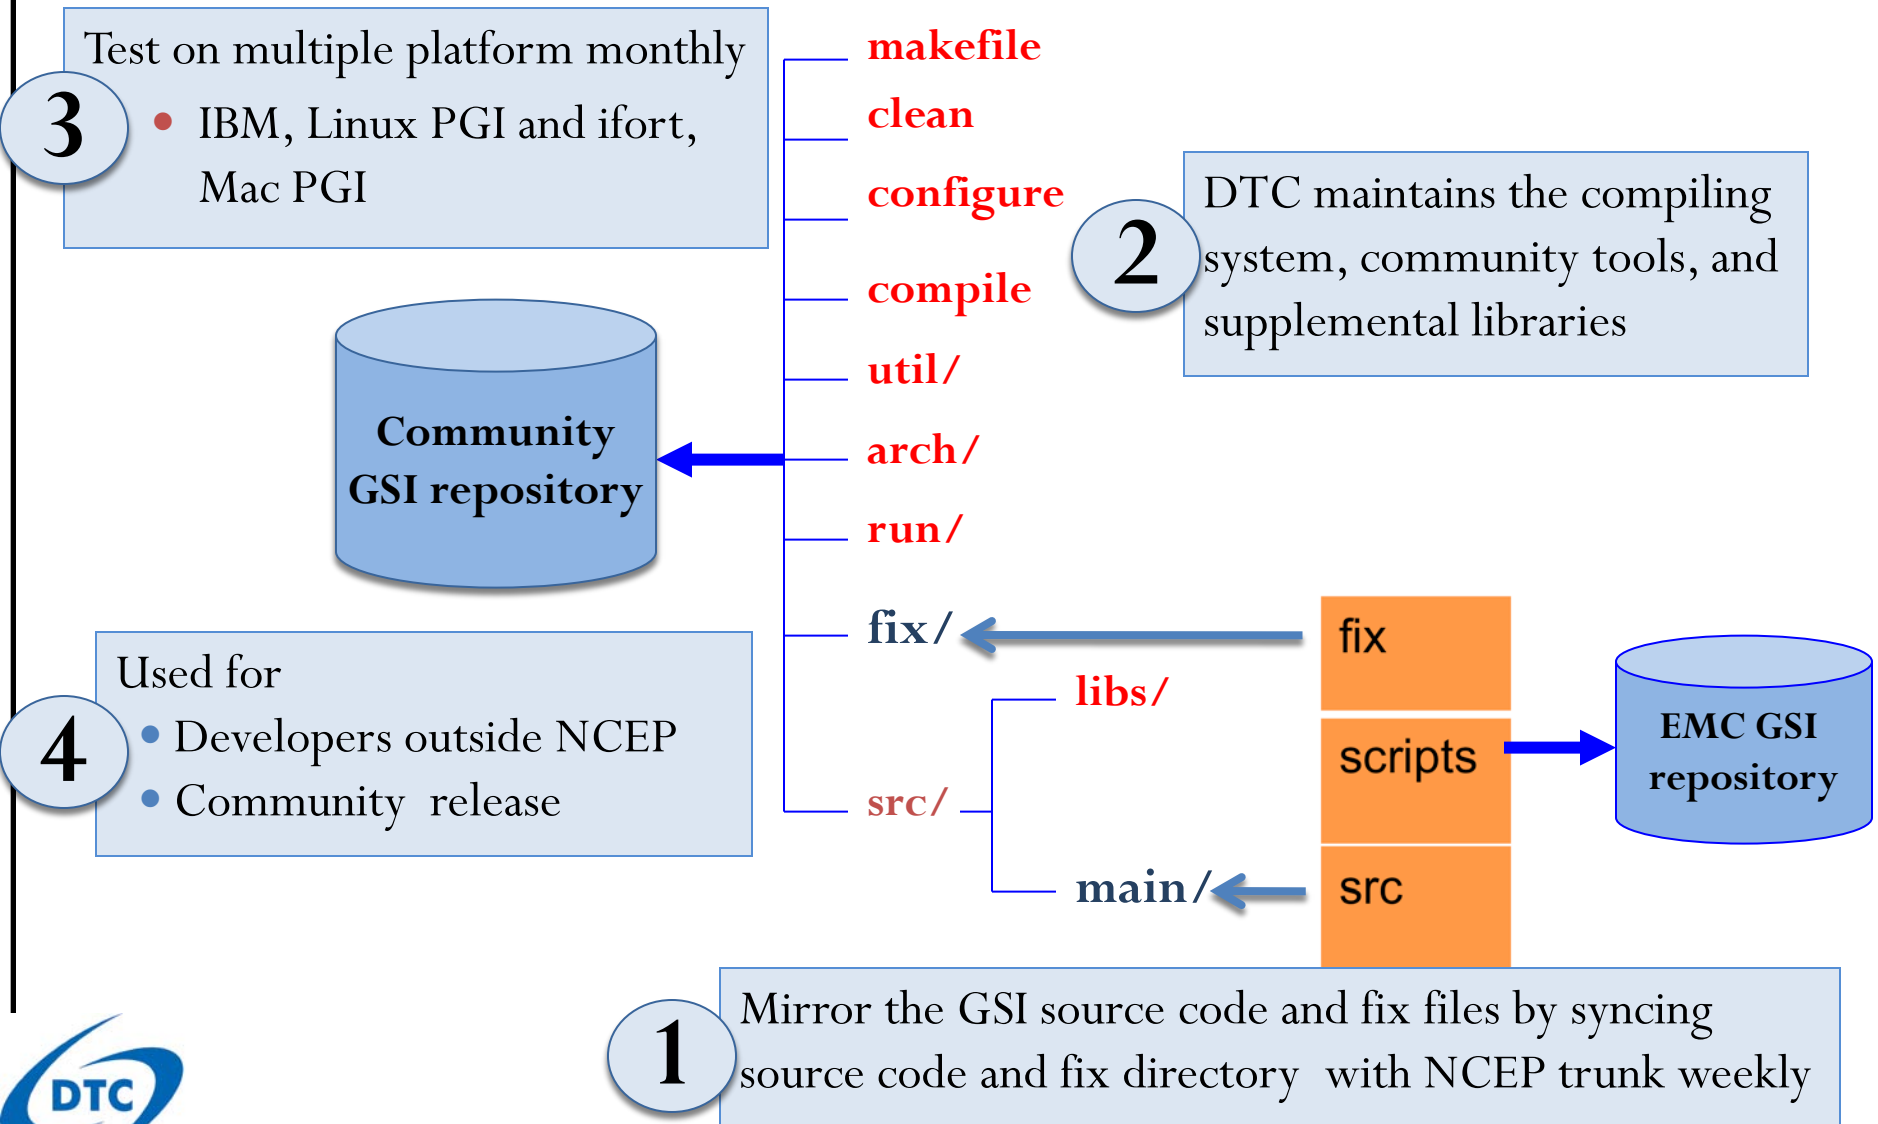 Test on multiple platform monthly
3
• IBM, Linux PGI and ifort,
Mac PGI
makefile
clean
configure
compile
util/
arch/
run/
fix/
src/
libs/
main/
2
DTC maintains the compiling
system, community tools, and
supplemental libraries
Community
GSI repository
fix
scripts
src
EMC GSI
repository
4
Used for
• Developers outside NCEP
• Community release
1
Mirror the GSI source code and fix files by syncing
source code and fix directory with NCEP trunk weekly
DTC